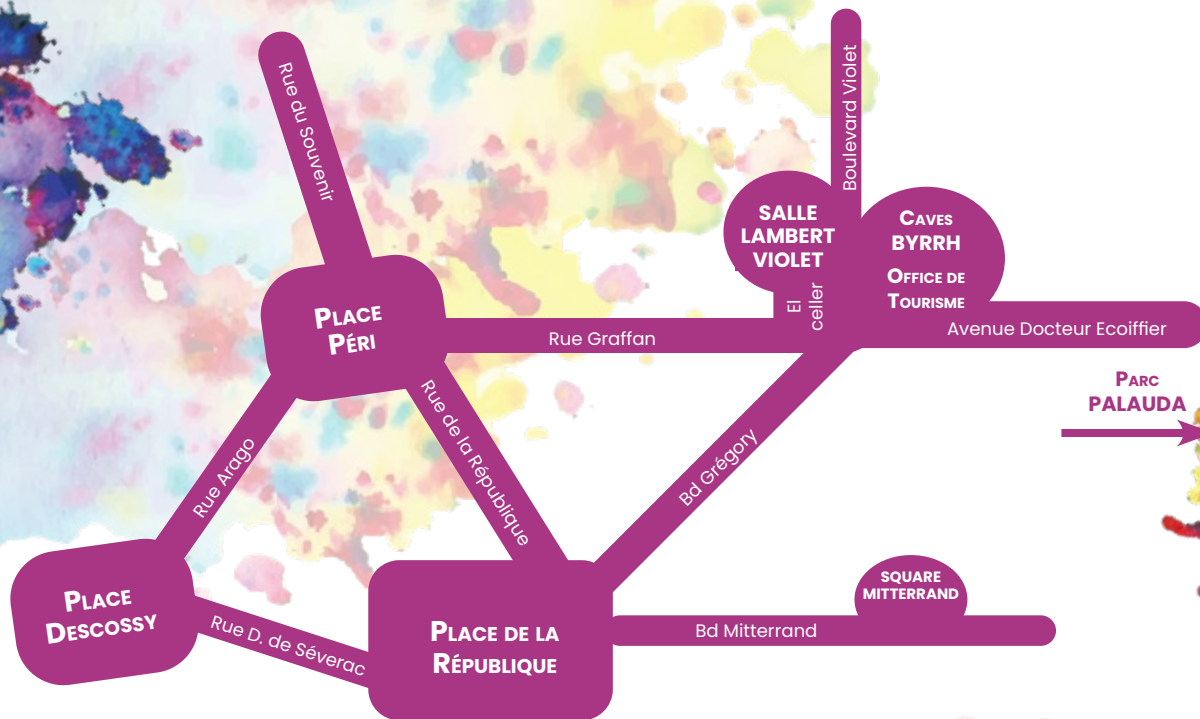 Rue du Souvenir
Boulevard Violet
SALLE
LAMBERT
VIOLET
CAVES
BYRRH
OFFICE DE
TOURISME
El
celler
PLACE
PÉRI
Rue Graffan
Avenue Docteur Ecoiffier
PARC
PALAUDA
Rue Arago
Rue de la République
Bd Grégory
SQUARE
MITTERRAND
PLACE
DESCOSSY
Rue D. de Séverac
PLACE DE LA
RÉPUBLIQUE
Bd Mitterrand